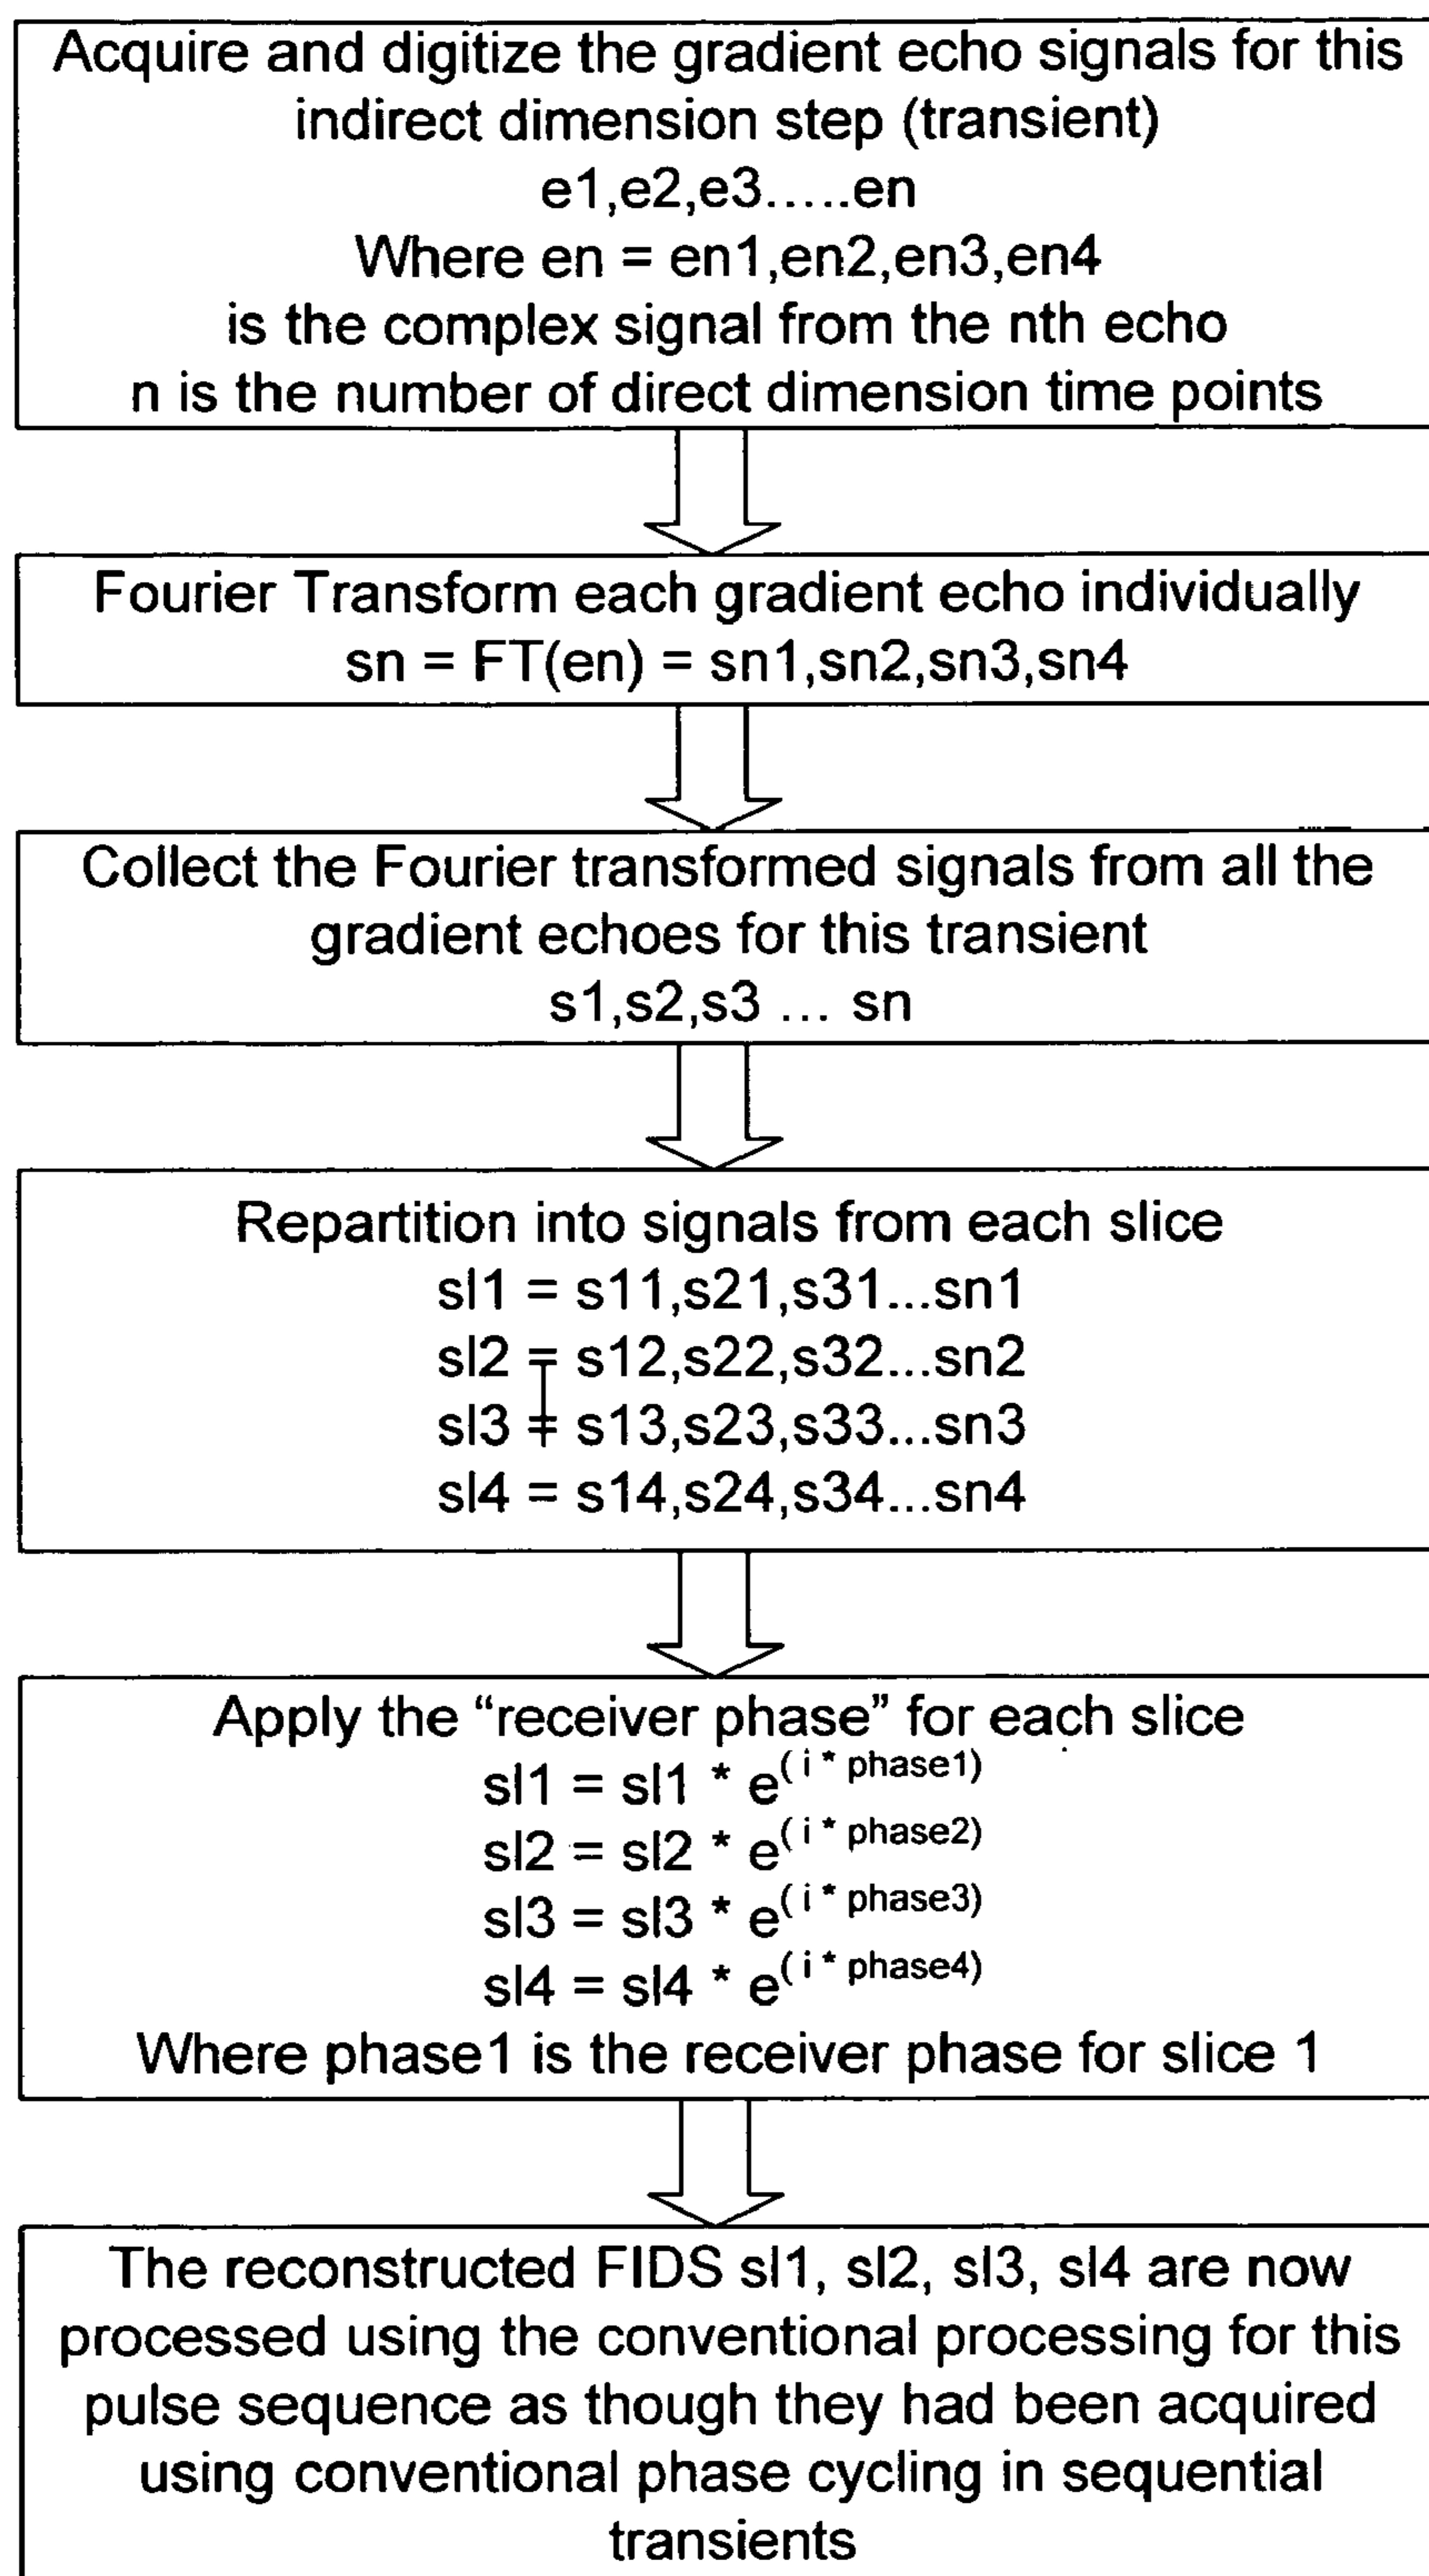 Acquire and digitize the gradient echo signals for this
indirect dimension step (transient)
e1,e2,e3.....en
Where en = en1,en2,en3,en4
is the complex signal from the nth echo
n is the number of direct dimension time points
Fourier Transform each gradient echo individually
sn = FT(en) = sn1,sn2,sn3,sn4
Collect the Fourier transformed signals from all the
gradient echoes for this transient
s1,s2,s3 ... sn
Repartition into signals from each slice
sl1 = s11,s21,s31...sn1
sl2 = s12,s22,s32...sn2
sl3 = s13,s23,s33...sn3
sl4 = s14,s24,s34...sn4
Apply the “receiver phase” for each slice
sl1 = sl1 * e^(i * phase1)
sl2 = sl2 * e^(i * phase2)
sl3 = sl3 * e^(i * phase3)
sl4 = sl4 * e^(i * phase4)
Where phase1 is the receiver phase for slice 1
The reconstructed FIDS sl1, sl2, sl3, sl4 are now
processed using the conventional processing for this
pulse sequence as though they had been acquired
using conventional phase cycling in sequential
transients